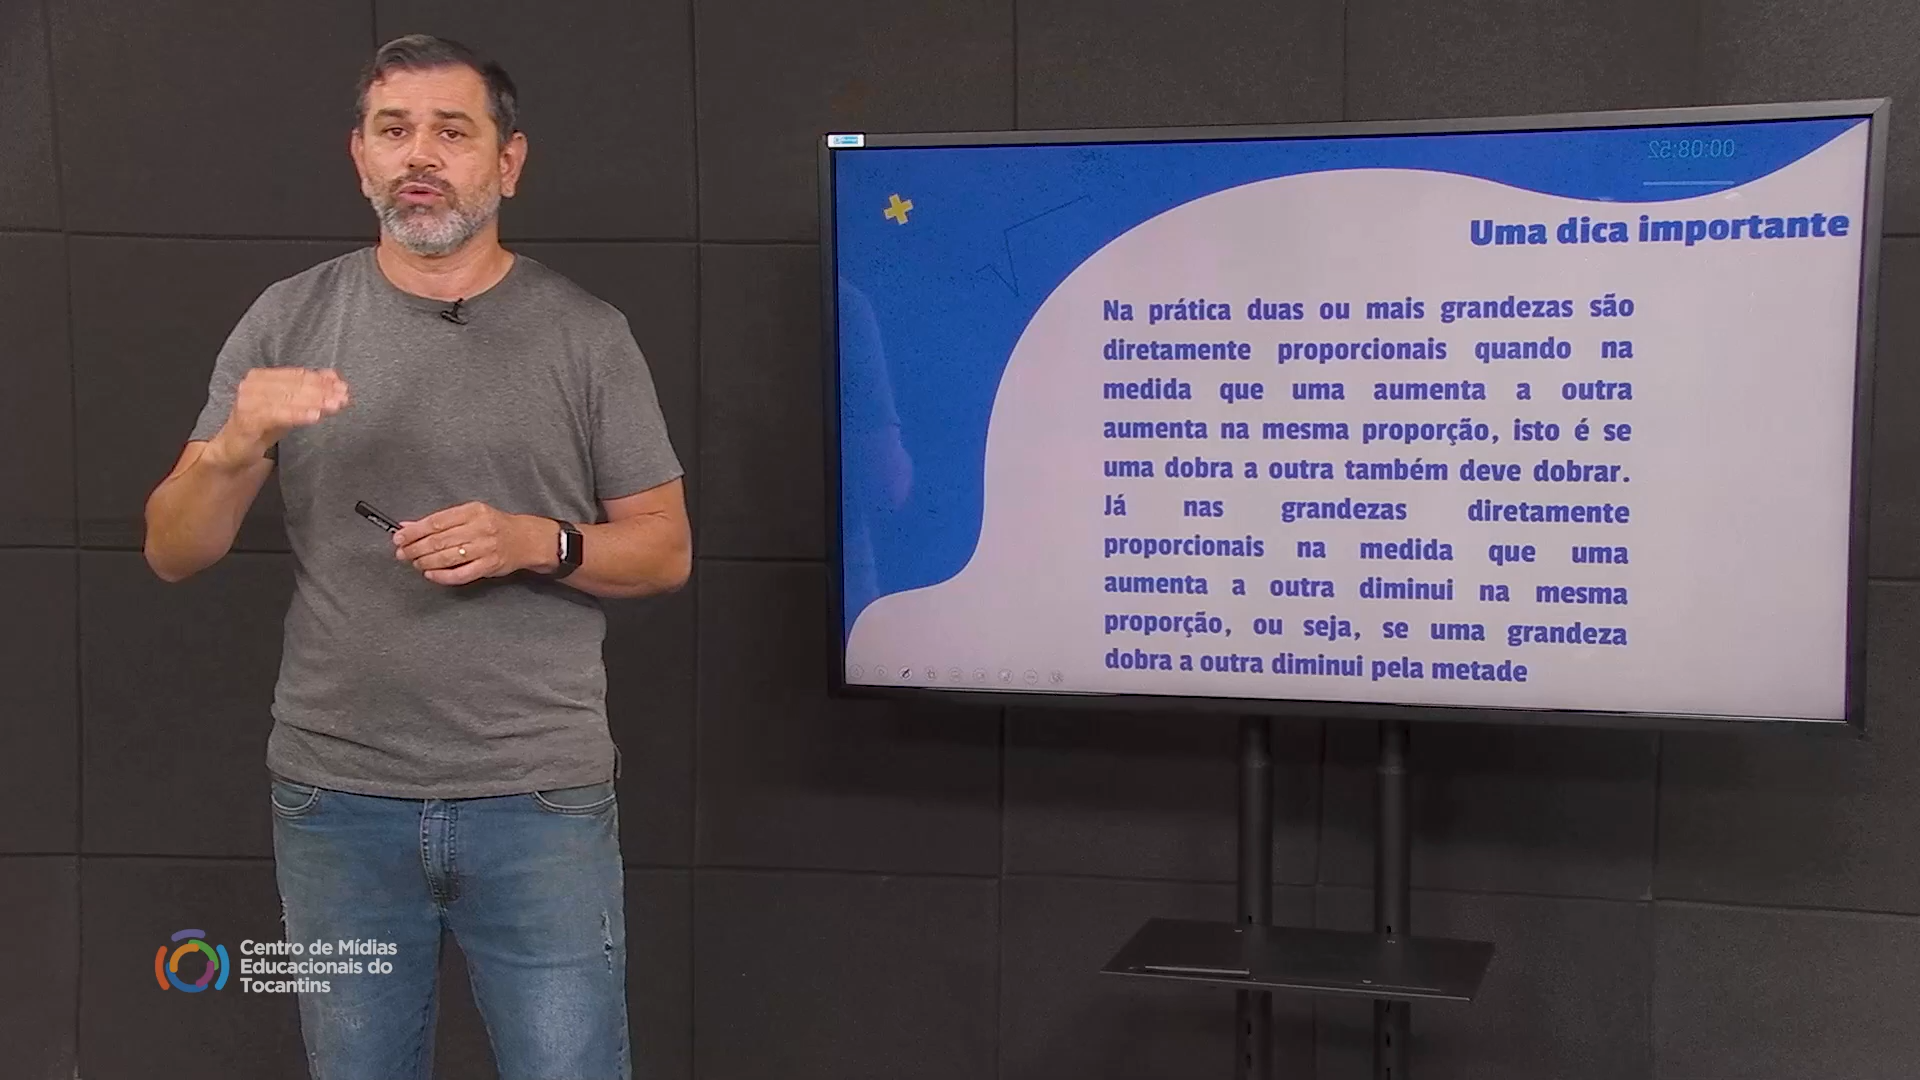 00:08:52
Uma dica importante
Na prática duas ou mais grandezas são
diretamente proporcionais quando na
medida que uma aumenta a outra
aumenta na mesma proporção, isto é se
uma dobra a outra também deve dobrar.
Já nas grandezas diretamente
proporcionais na medida que uma
aumenta a outra diminui na mesma
proporção, ou seja, se uma grandeza
dobra a outra diminui pela metade
Centro de Mídias
Educacionais do
Tocantins